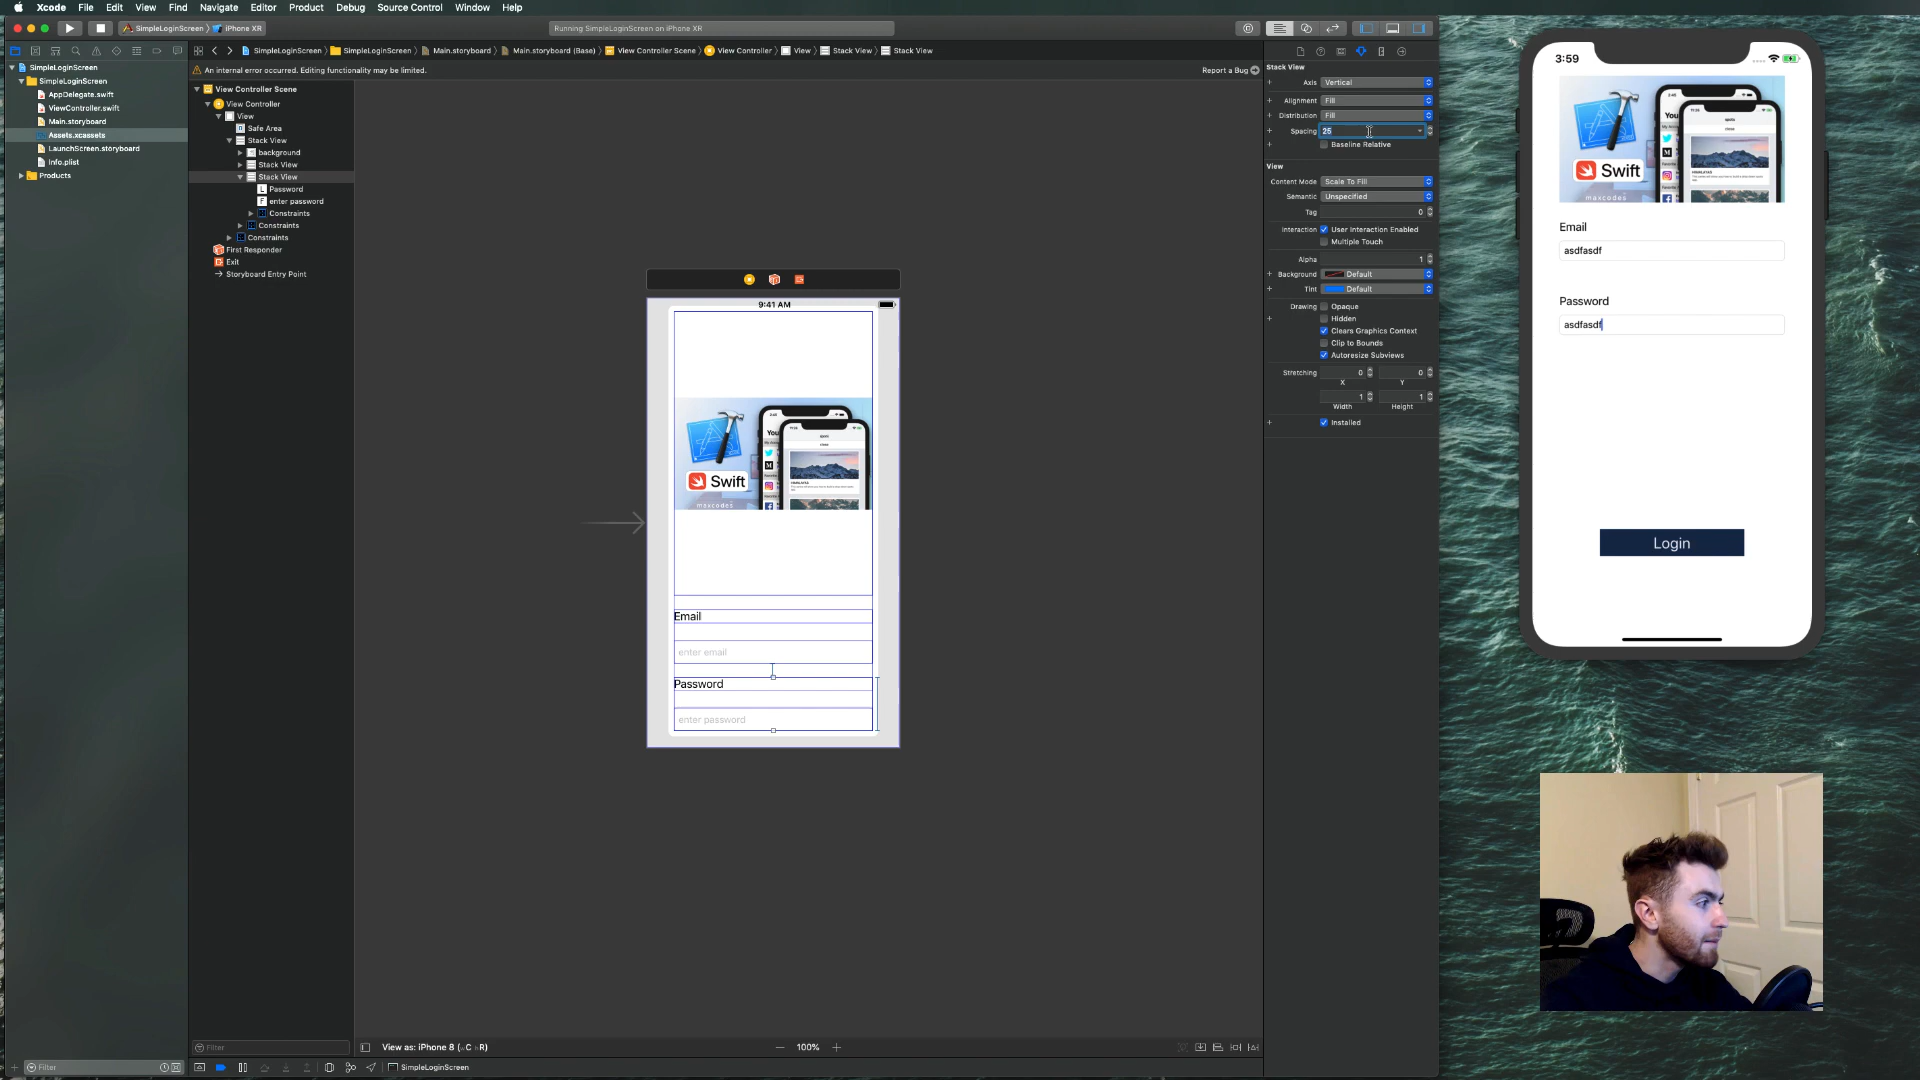 Xcode File Edit View Find Navigate Editor Product Debug Source Control Window Help
SimpleLoginScreen iPhone XR
Running SimpleLoginScreen on iPhone XR
SimpleLoginScreen SimpleLoginScreen Main.storyboard Main.storyboard (Base) View Controller Scene View Controller View Stack View Stack View
An internal error occurred. Editing functionality may be limited.
Report a Bug
SimpleLoginScreen
SimpleLoginScreen
AppDelegate.swift
ViewController.swift
Main.storyboard
Assets.xcassets
LaunchScreen.storyboard
Info.plist
Products
Filter
View Controller Scene
View Controller
View
Safe Area
Stack View
background
Stack View
Stack View
L Password
F enter password
Constraints
Constraints
Constraints
First Responder
Exit
Storyboard Entry Point
Filter
9:41 AM
Swift
maxcodes
Email
enter email
Password
enter password
View as: iPhone 8
100%
SimpleLoginScreen
Stack View
Axis Vertical
Alignment Fill
Distribution Fill
Spacing 25
Baseline Relative
View
Content Mode Scale To Fill
Semantic Unspecified
Tag 0
Interaction User Interaction Enabled
Multiple Touch
Alpha 1
Background Default
Tint Default
Drawing Opaque
Hidden
Clears Graphics Context
Clip to Bounds
Autoresize Subviews
Stretching 0 0
X Y
1 1
Width Height
Installed
3:59
Swift
maxcodes
Email
asdfasdf
Password
asdfasdf
Login